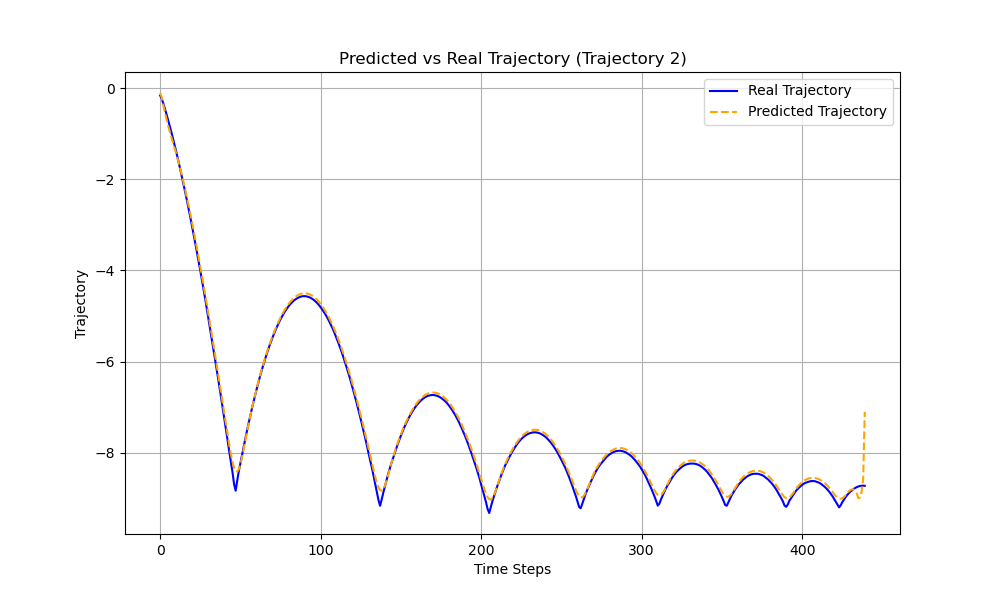 Predicted vs Real Trajectory (Trajectory 2)
Real Trajectory
Predicted Trajectory
Trajectory
0
−2
−4
−6
−8
0
100
200
300
400
Time Steps